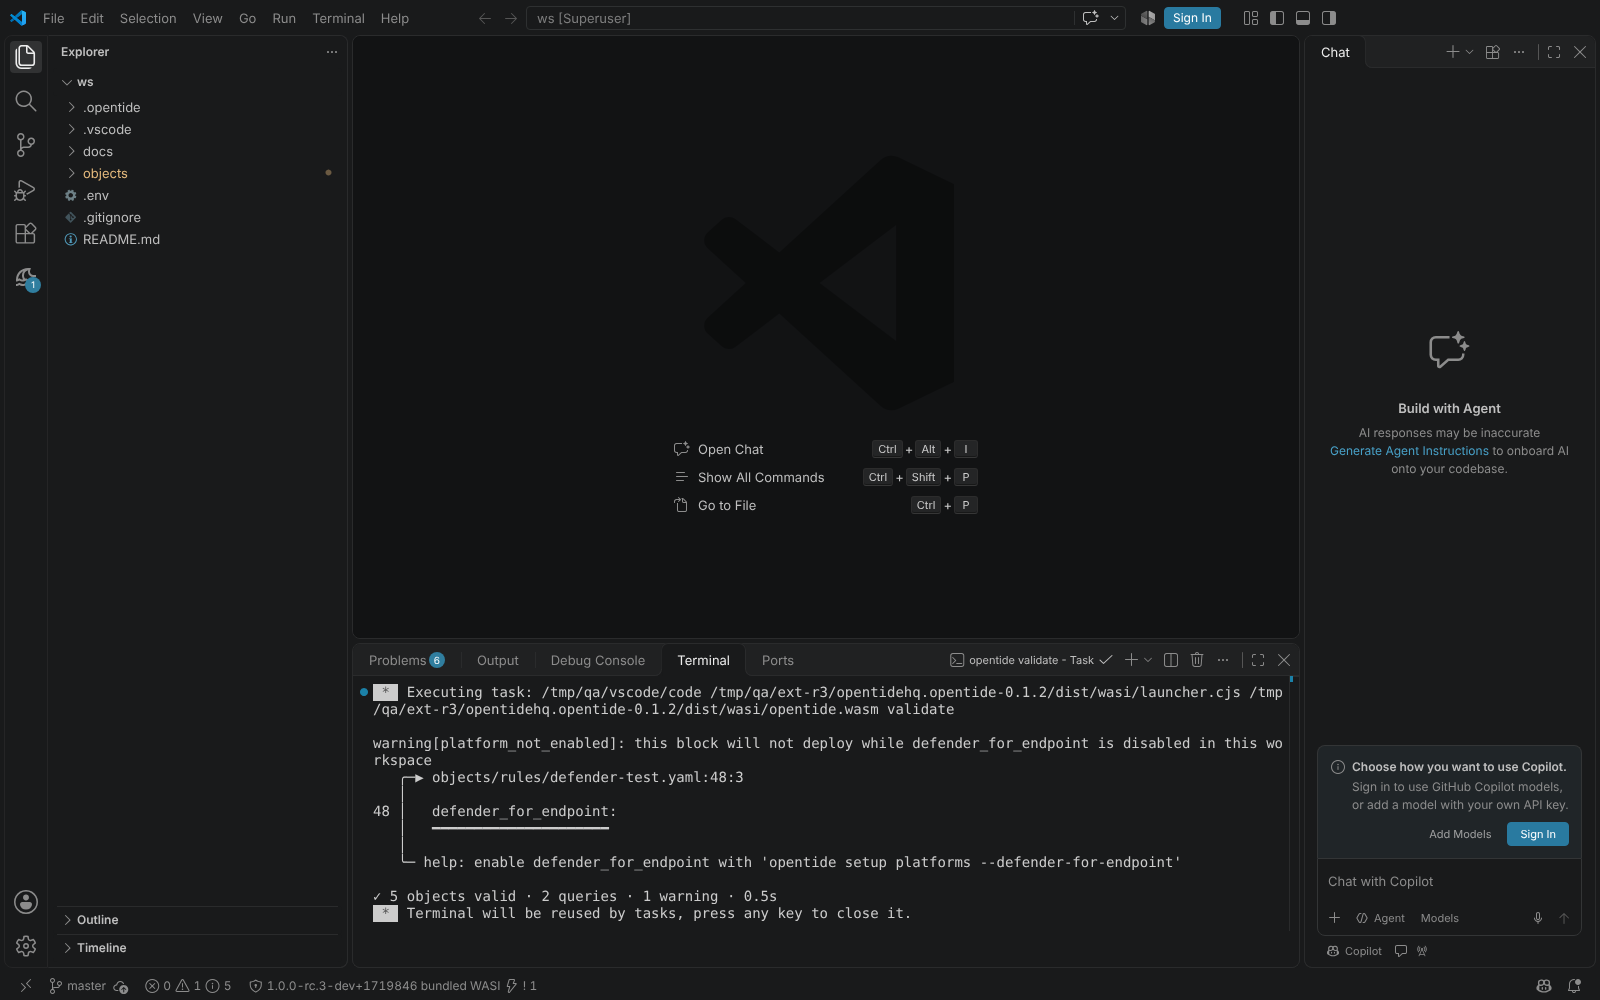 File Edit Selection View Go Run Terminal Help
ws [Superuser]
Sign In
Explorer
ws
.opentide
.vscode
docs
objects
.env
.gitignore
README.md
1
Outline
Timeline
Open Chat Ctrl + Alt + I
Show All Commands Ctrl + Shift + P
Go to File Ctrl + P
Problems 6 Output Debug Console Terminal Ports
opentide validate - Task
* Executing task: /tmp/qa/vscode/code /tmp/qa/ext-r3/opentidehq.opentide-0.1.2/dist/wasi/launcher.cjs /tmp
/qa/ext-r3/opentidehq.opentide-0.1.2/dist/wasi/opentide.wasm validate
warning[platform_not_enabled]: this block will not deploy while defender_for_endpoint is disabled in this wo
rkspace
objects/rules/defender-test.yaml:48:3
48 defender_for_endpoint:
help: enable defender_for_endpoint with 'opentide setup platforms --defender-for-endpoint'
✓ 5 objects valid · 2 queries · 1 warning · 0.5s
* Terminal will be reused by tasks, press any key to close it.
Chat
Build with Agent
AI responses may be inaccurate
Generate Agent Instructions to onboard AI
onto your codebase.
Choose how you want to use Copilot.
Sign in to use GitHub Copilot models,
or add a model with your own API key.
Add Models Sign In
Chat with Copilot
Agent Models
Copilot
master 0 1 5 1.0.0-rc.3-dev+1719846 bundled WASI ! 1